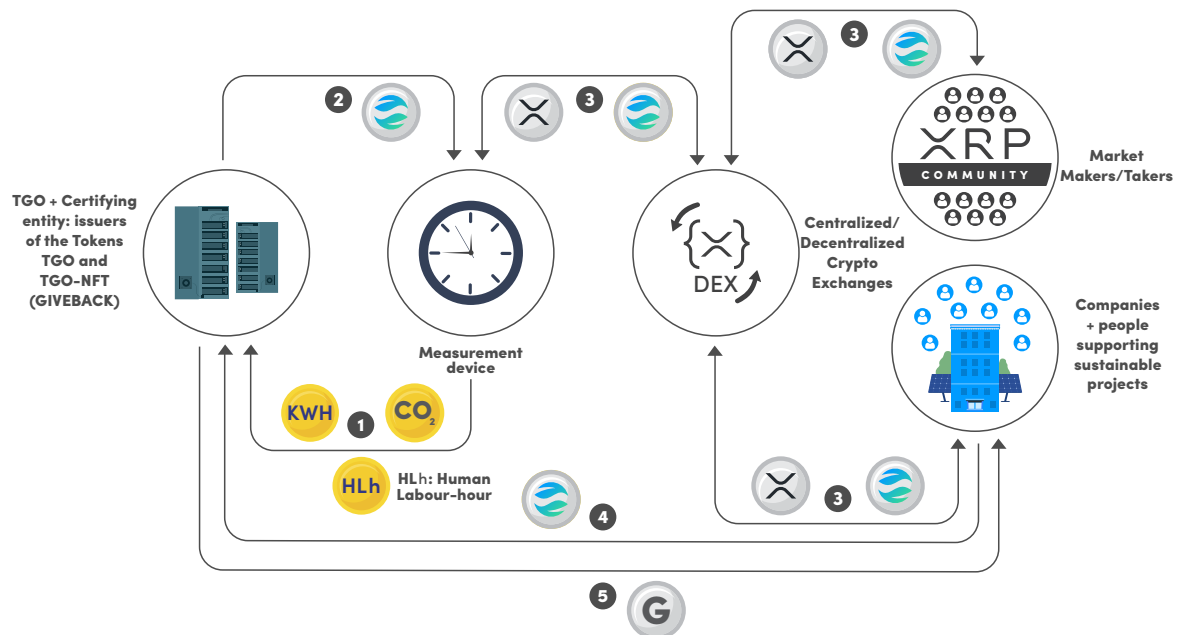 3
2
3
XRP
COMMUNITY
Market
Makers/Takers
TGO + Certifying
entity: issuers
of the Tokens
TGO and
TGO-NFT
(GIVEBACK)
DEX
Centralized/
Decentralized
Crypto
Exchanges
Companies
+ people
supporting
sustainable
projects
Measurement
device
KWH
1
CO2
HLh
HLh: Human
Labour-hour
3
4
5
G